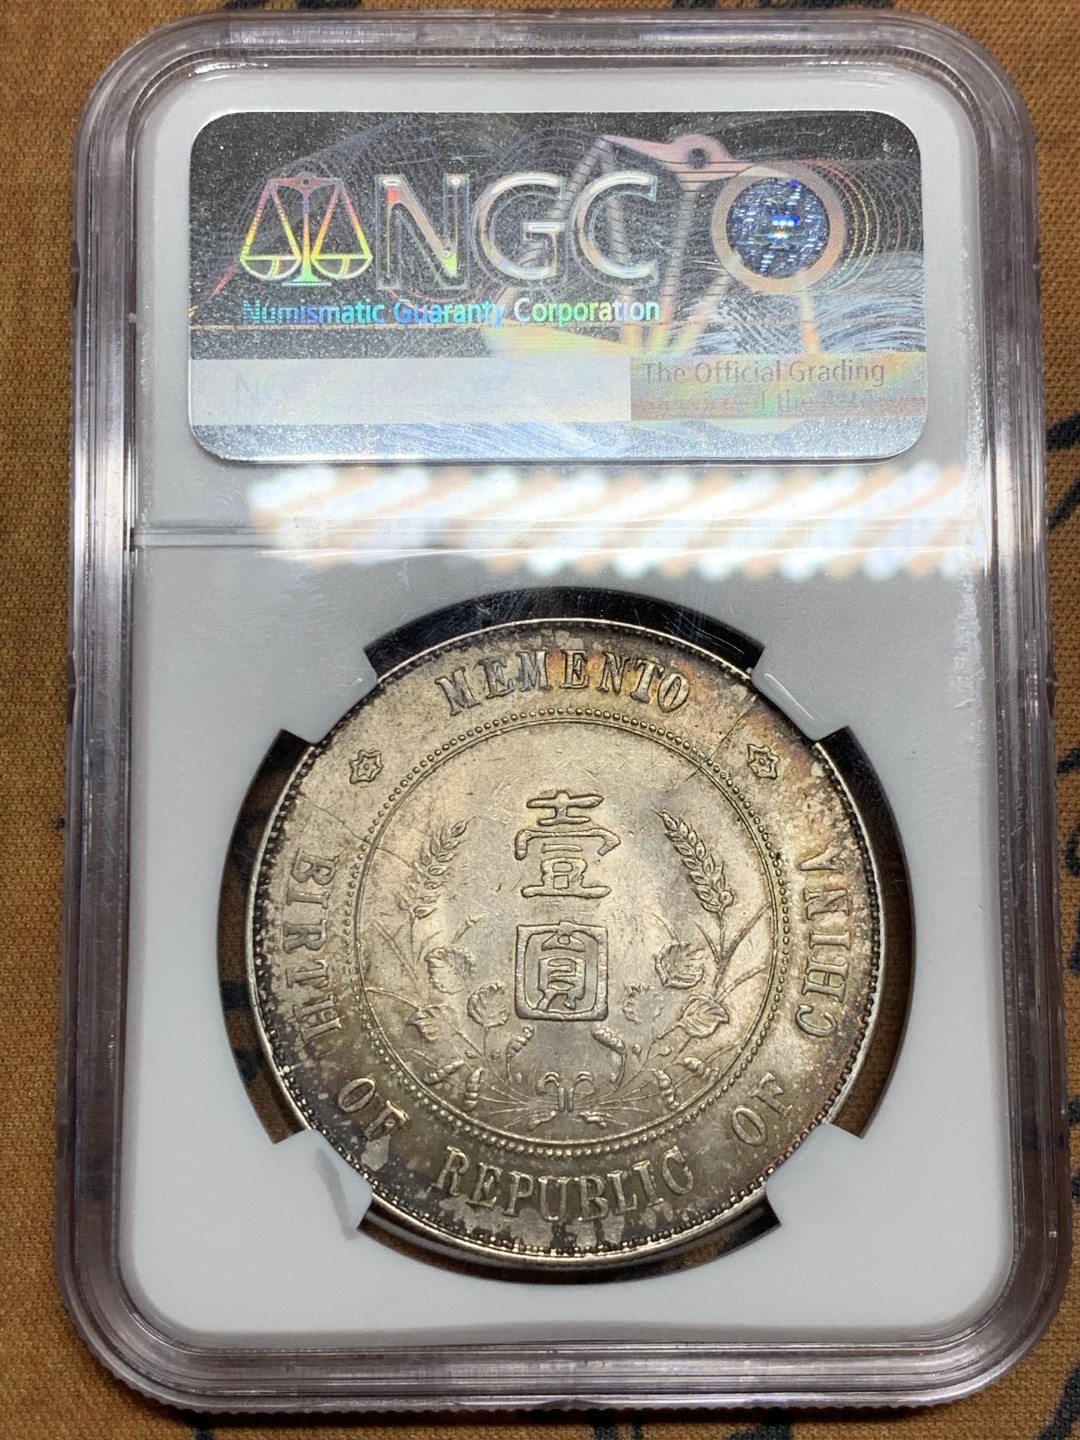 NGC
Numismatic Guaranty Corporation
The Official Grading
MEMENTO
BIRTH OF REPUBLIC OF CHINA
壹
圓